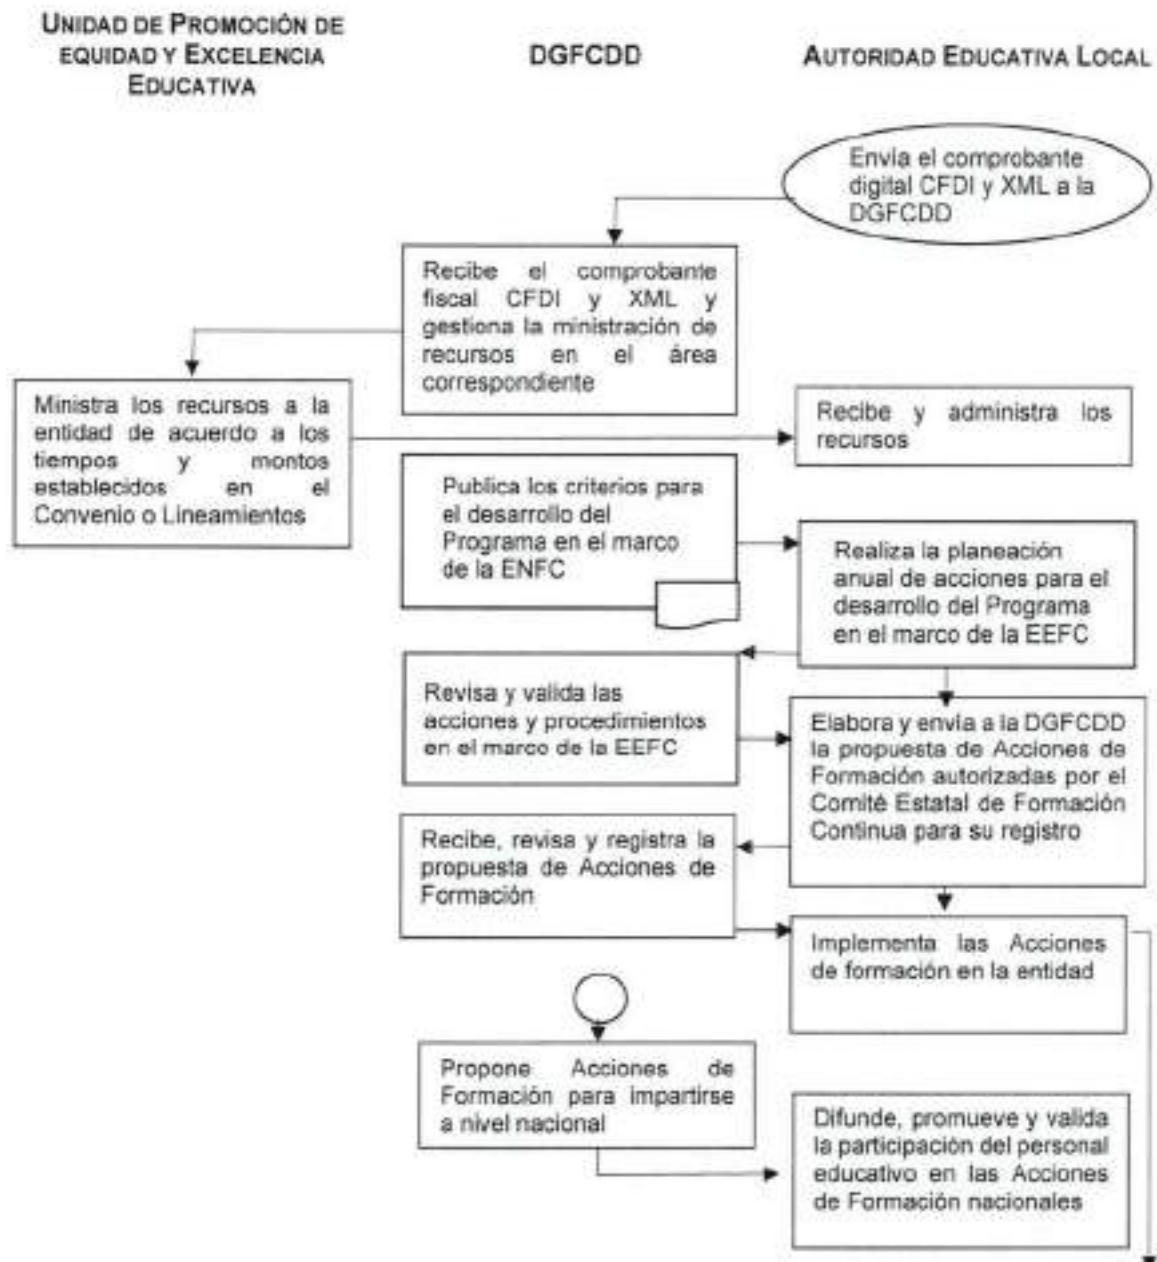 UNIDAD DE PROMOCIÓN DE
EQUIDAD Y EXCELENCIA
EDUCATIVA
DGFCDD
AUTORIDAD EDUCATIVA LOCAL
Envía el comprobante
digital CFDI y XML a la
DGFCDD
Recibe el comprobante
fiscal CFDI y XML y
gestiona la ministración de
recursos en el área
correspondiente
Ministra los recursos a la
entidad de acuerdo a los
tiempos y montos
establecidos en el
Convenio o Lineamientos
Recibe y administra los
recursos
Publica los criterios para
el desarrollo del
Programa en el marco
de la ENFC
Realiza la planeación
anual de acciones para el
desarrollo del Programa
en el marco de la EEFC
Revisa y valida las
acciones y procedimientos
en el marco de la EEFC
Elabora y envía a la DGFCDD
la propuesta de Acciones de
Formación autorizadas por el
Comité Estatal de Formación
Continua para su registro
Recibe, revisa y registra la
propuesta de Acciones de
Formación
Implementa las Acciones
de formación en la entidad
Propone Acciones de
Formación para impartirse
a nivel nacional
Difunde, promueve y valida
la participación del personal
educativo en las Acciones
de Formación nacionales